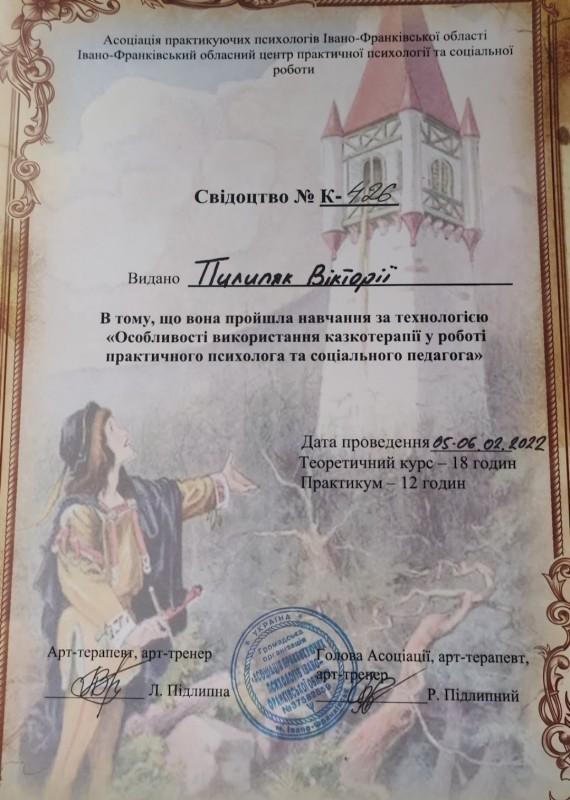 Асоціація практикуючих психологів Івано-Франківської області
Івано-Франківський обласний центр практичної психології та соціальної
роботи
Свідоцтво № К-426
Видано Пилипяк Вікторії
В тому, що вона пройшла навчання за технологією
«Особливості використання казкотерапії у роботі
практичного психолога та соціального педагога»
Дата проведення 05-06.02.2022
Теоретичний курс – 18 годин
Практикум – 12 годин
УКРАЇНА
Громадська
організація
Арт-терапевт, арт-тренер
Л. Підлипна
Голова Асоціації, арт-терапевт,
арт-тренер
Р. Підлипний